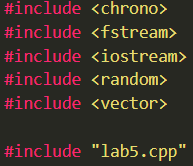 #include <chrono>
#include <fstream>
#include <iostream>
#include <random>
#include <vector>
#include "lab5.cpp"